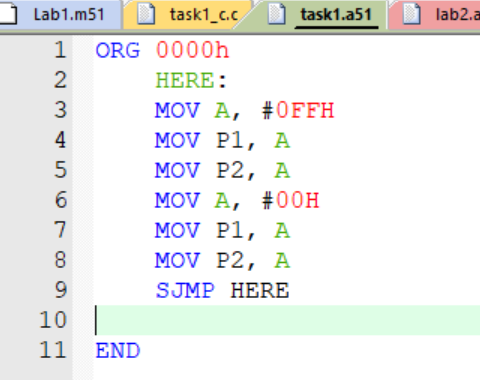 Lab1.m51 task1_c.c task1.a51 lab2.a
1 ORG 0000h
2 HERE:
3 MOV A, #0FFH
4 MOV P1, A
5 MOV P2, A
6 MOV A, #00H
7 MOV P1, A
8 MOV P2, A
9 SJMP HERE
10
11 END